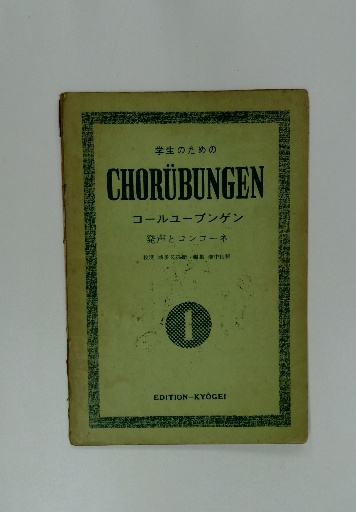 学生のための
CHORÜBUNGEN
コールユーブンゲン
発声とコンコーネ
1
EDITION-KYŌGEI